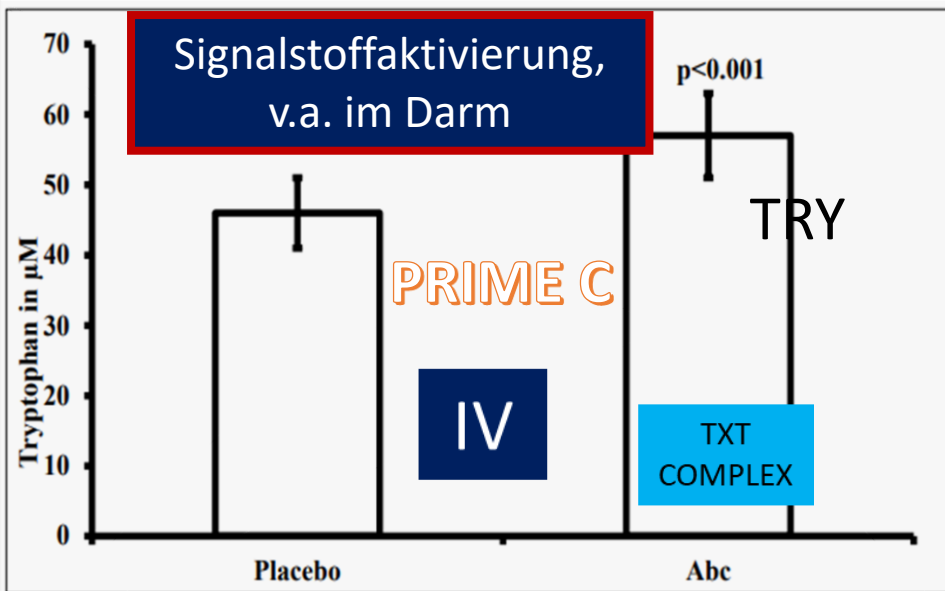 Signalstoffaktivierung,
v.a. im Darm
p<0.001
70
60
50
40
30
20
10
0
Tryptophan in µM
TRY
PRIME C
IV
TXT
COMPLEX
Placebo
Abc